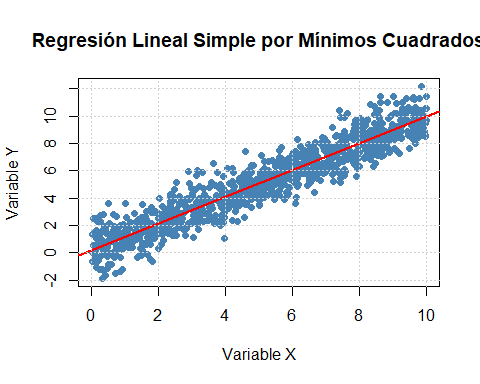 Regresión Lineal Simple por Mínimos Cuadrados
Variable Y
-2 0 2 4 6 8 12
0 2 4 6 8 10
Variable X